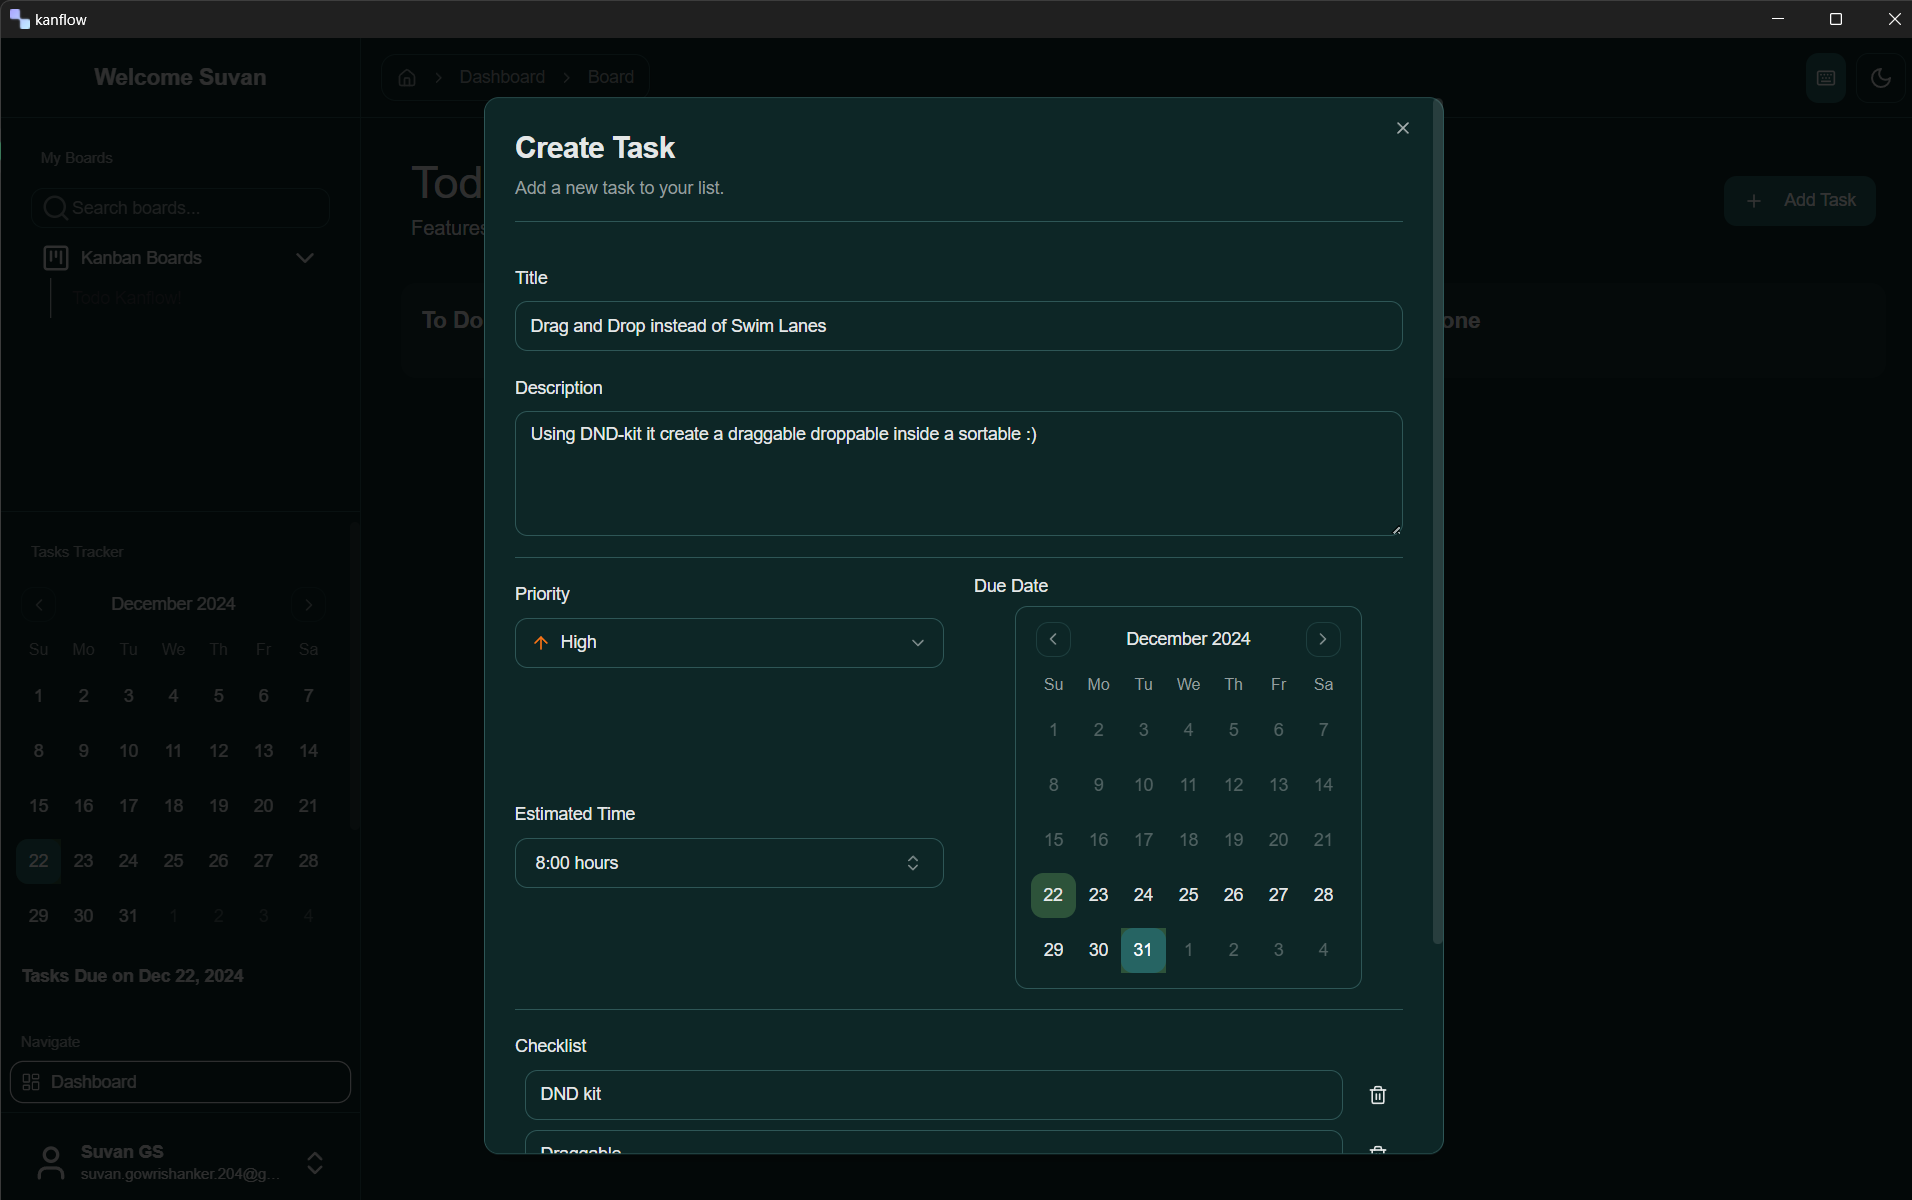 kanflow
Welcome Suvan
Dashboard
Board
My Boards
Search boards...
Kanban Boards
Todo Kanflow!
Tod
Features
Add Task
To Do
one
Tasks Tracker
December 2024
Su Mo Tu We Th Fr Sa
1 2 3 4 5 6 7
8 9 10 11 12 13 14
15 16 17 18 19 20 21
22 23 24 25 26 27 28
29 30 31 1 2 3 4
Tasks Due on Dec 22, 2024
Navigate
Dashboard
Suvan GS
suvan.gowrishanker.204@g...
Create Task
Add a new task to your list.
Title
Drag and Drop instead of Swim Lanes
Description
Using DND-kit it create a draggable droppable inside a sortable :)
Priority
High
Estimated Time
8:00 hours
Due Date
December 2024
Su Mo Tu We Th Fr Sa
1 2 3 4 5 6 7
8 9 10 11 12 13 14
15 16 17 18 19 20 21
22 23 24 25 26 27 28
29 30 31 1 2 3 4
Checklist
DND kit
Draggable